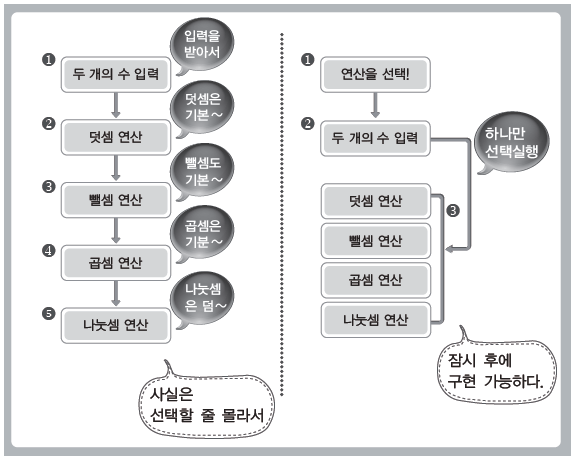 ❶
두 개의 수 입력
입력을
받아서
❷
덧셈 연산
덧셈은
기본~
❸
뺄셈 연산
뺄셈도
기본~
❹
곱셈 연산
곱셈은
기분~
❺
나눗셈 연산
나눗셈
은 덤~
사실은
선택할 줄 몰라서
❶
연산을 선택!
❷
두 개의 수 입력
하나만
선택실행
❸
덧셈 연산
뺄셈 연산
곱셈 연산
나눗셈 연산
잠시 후에
구현 가능하다.